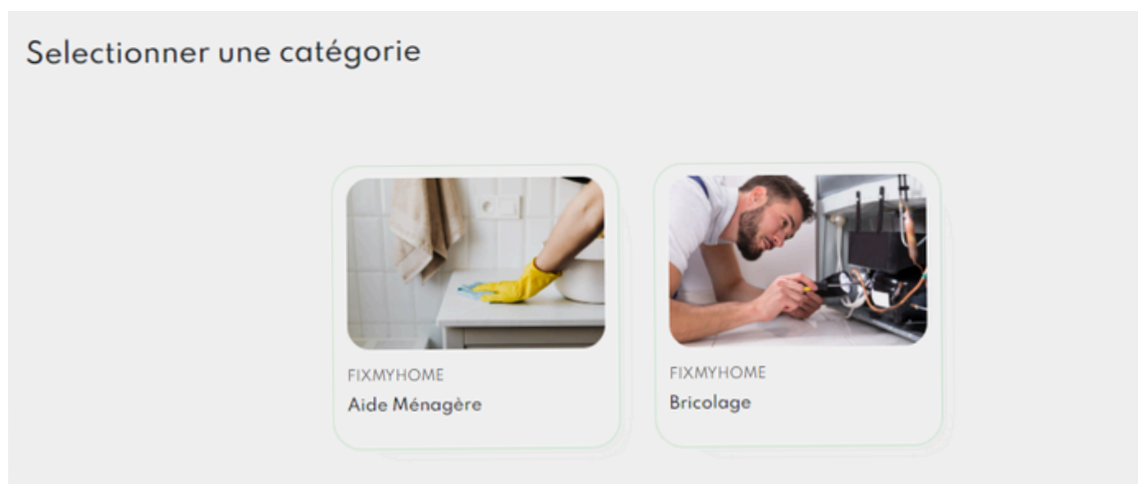 Selectionner une catégorie
FIXMYHOME
Aide Ménagère
FIXMYHOME
Bricolage